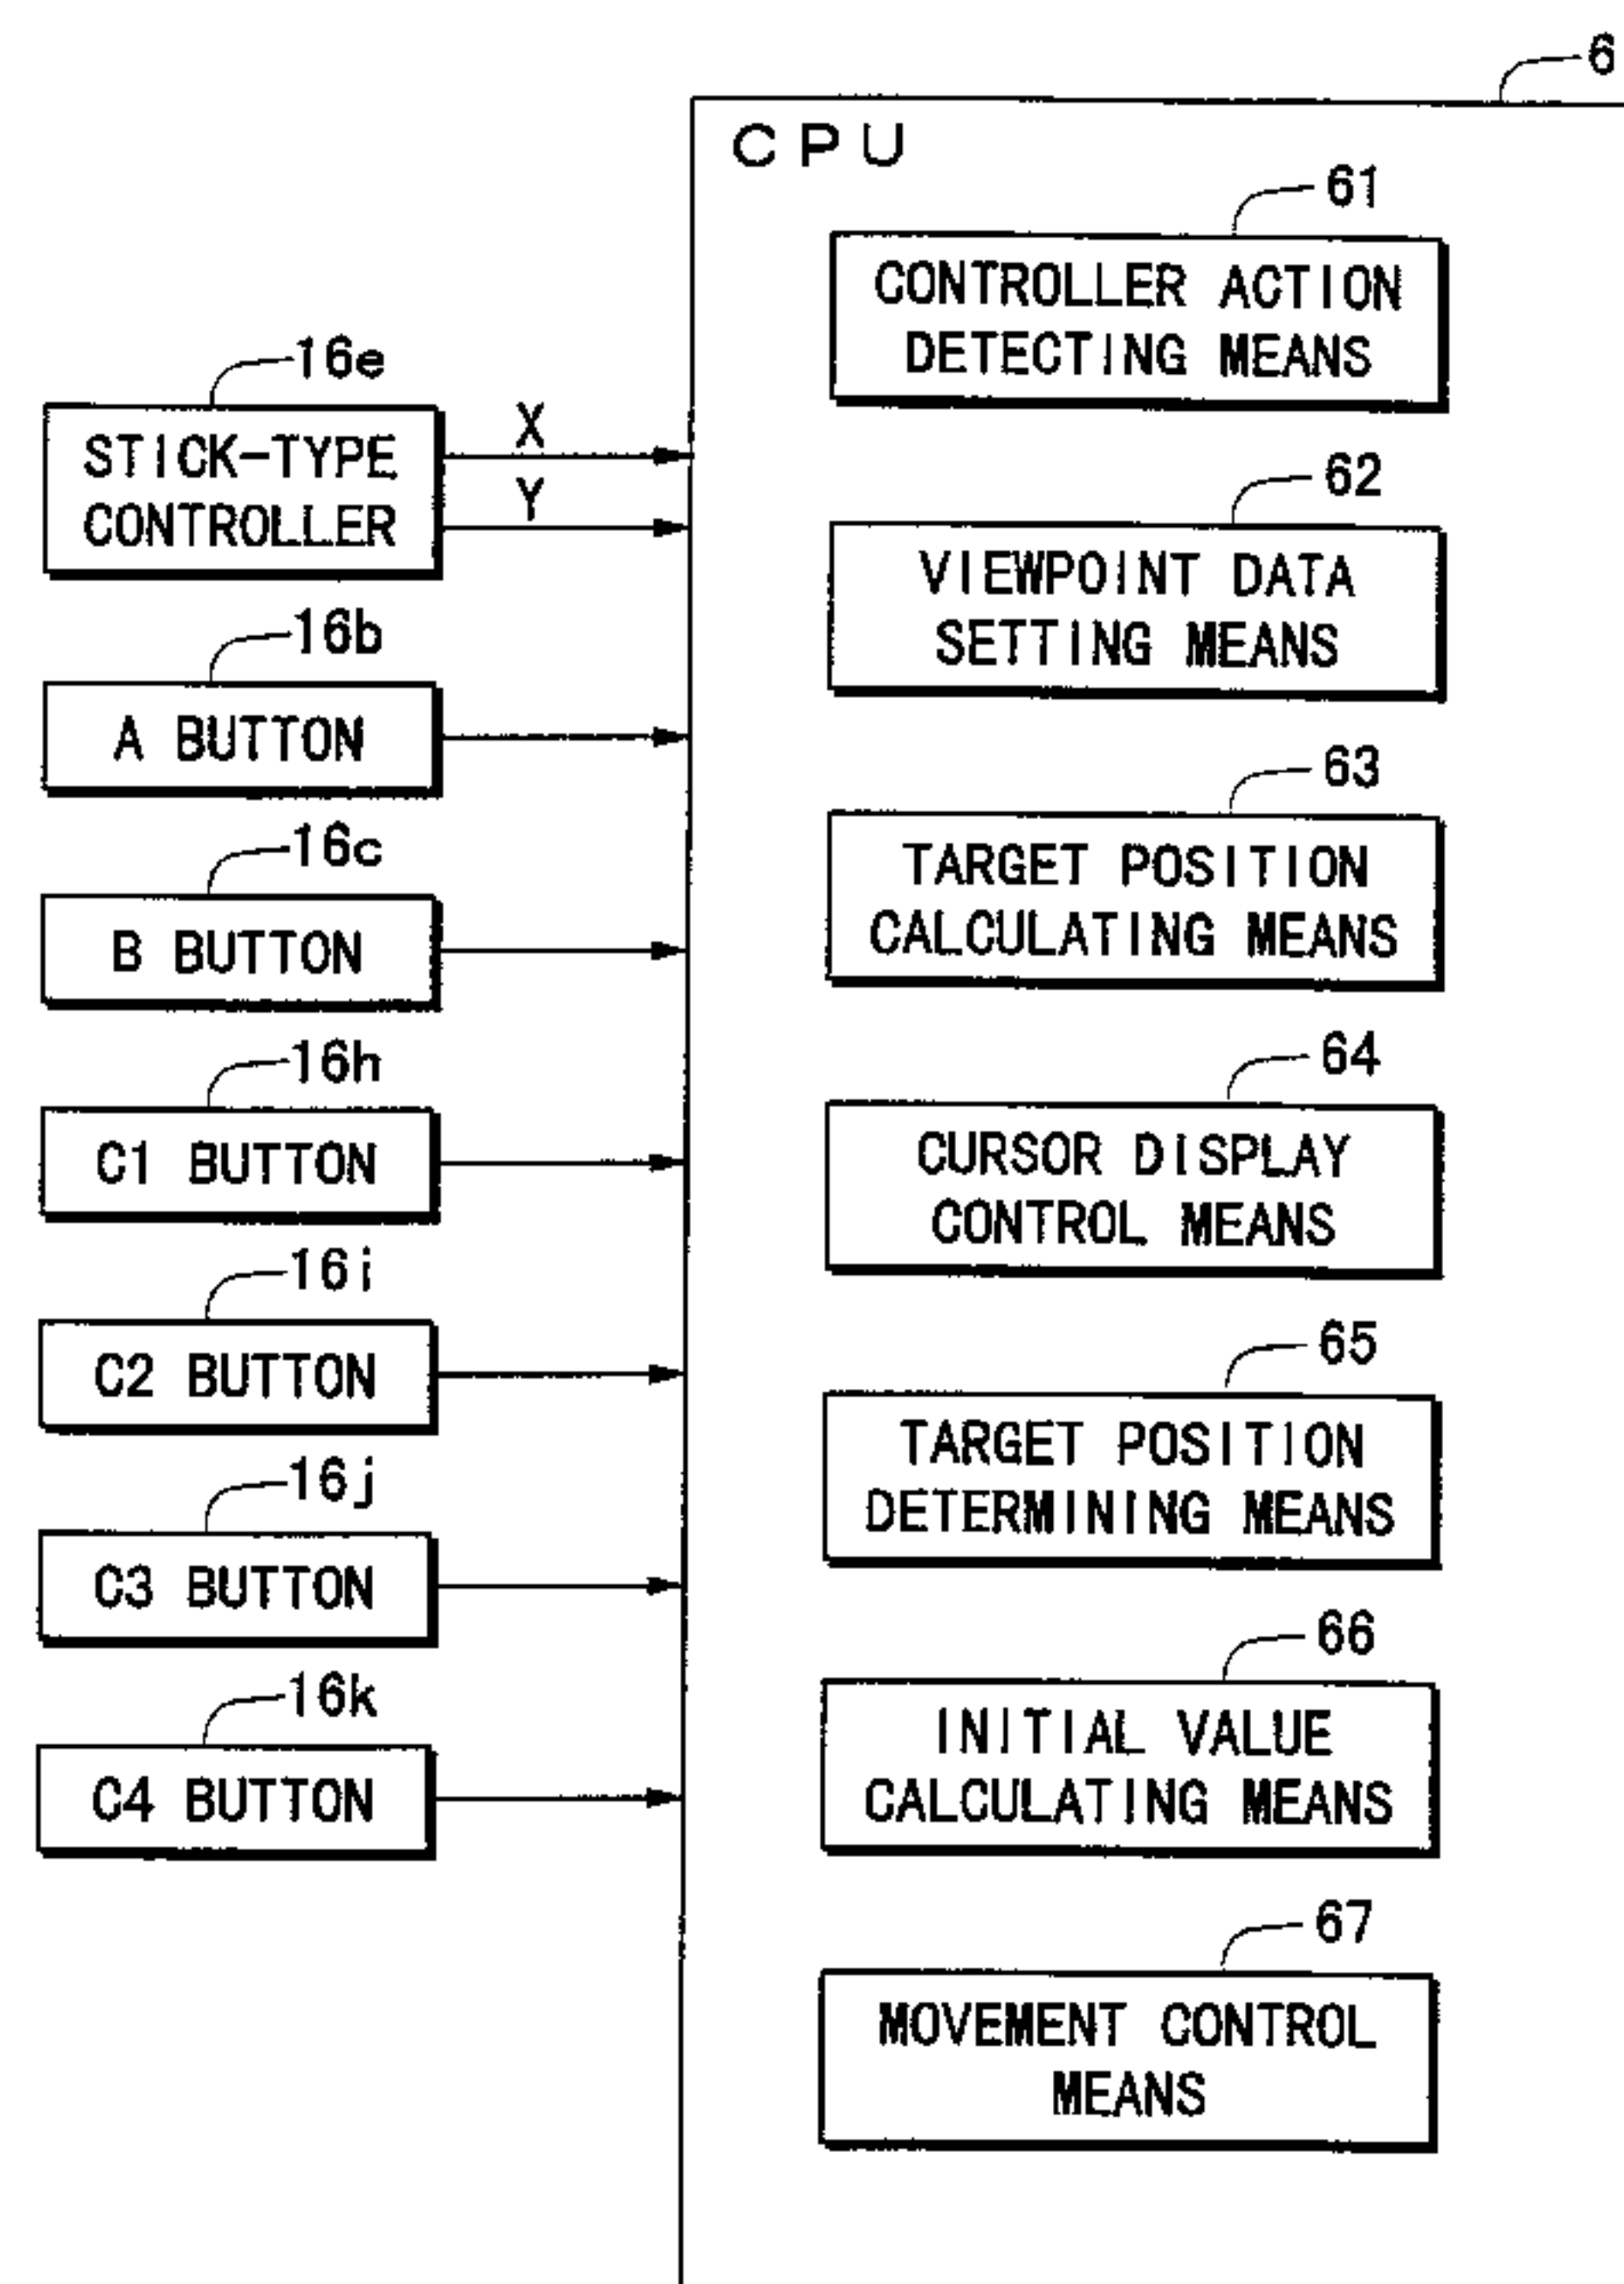 6
CPU
61
CONTROLLER ACTION
DETECTING MEANS
16e
STICK-TYPE
CONTROLLER
X
Y
62
VIEWPOINT DATA
SETTING MEANS
16b
A BUTTON
63
TARGET POSITION
CALCULATING MEANS
16c
B BUTTON
64
CURSOR DISPLAY
CONTROL MEANS
16h
C1 BUTTON
16i
C2 BUTTON
65
TARGET POSITION
DETERMINING MEANS
16j
C3 BUTTON
66
INITIAL VALUE
CALCULATING MEANS
16k
C4 BUTTON
67
MOVEMENT CONTROL
MEANS